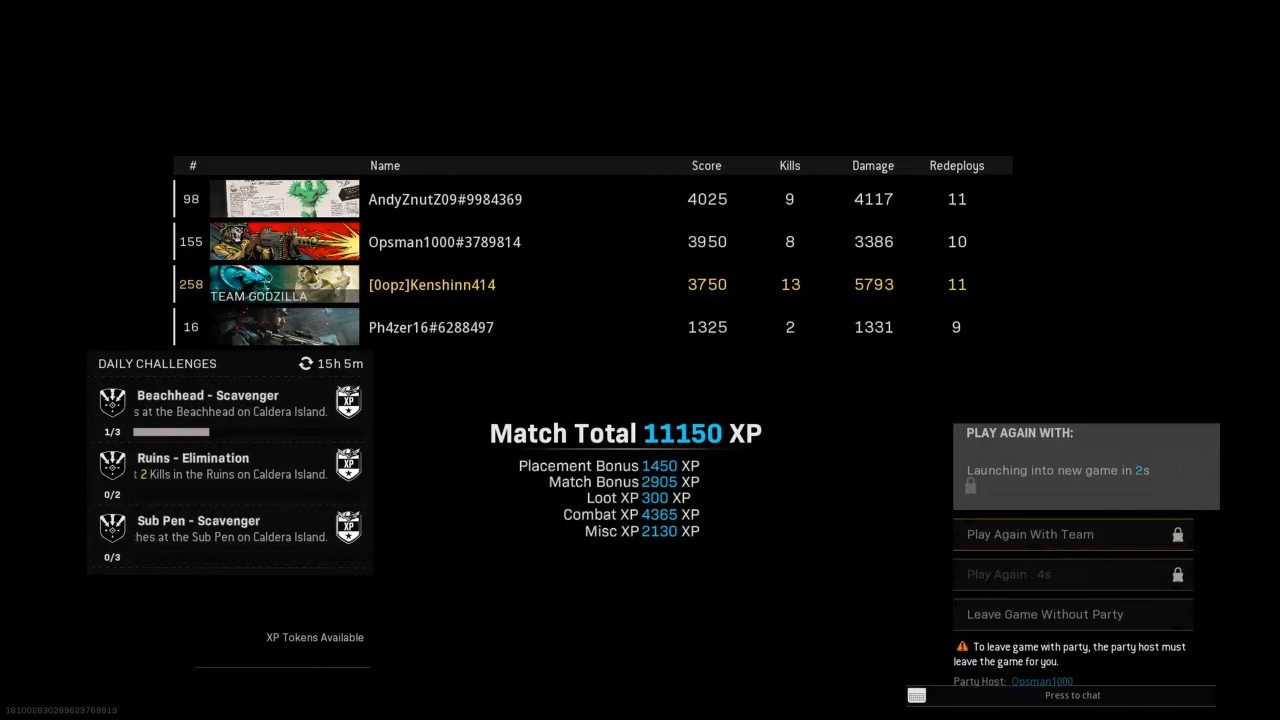 # Name Score Kills Damage Redeploys
98 AndyZnutZ09#9984369 4025 9 4117 11
155 Opsman1000#3789814 3950 8 3386 10
258 TEAM GODZILLA [0opz]Kenshinn414 3750 13 5793 11
16 Ph4zer16#6288497 1325 2 1331 9
DAILY CHALLENGES 15h 5m
Beachhead - Scavenger
s at the Beachhead on Caldera Island.
1/3
XP
Ruins - Elimination
t 2 Kills in the Ruins on Caldera Island.
0/2
XP
Sub Pen - Scavenger
hes at the Sub Pen on Caldera Island.
0/3
XP
XP Tokens Available
Match Total 11150 XP
Placement Bonus 1450 XP
Match Bonus 2905 XP
Loot XP 300 XP
Combat XP 4365 XP
Misc XP 2130 XP
PLAY AGAIN WITH:
Launching into new game in 2s
Play Again With Team
Play Again : 4s
Leave Game Without Party
To leave game with party, the party host must
leave the game for you.
Party Host: Opsman1000
Press to chat